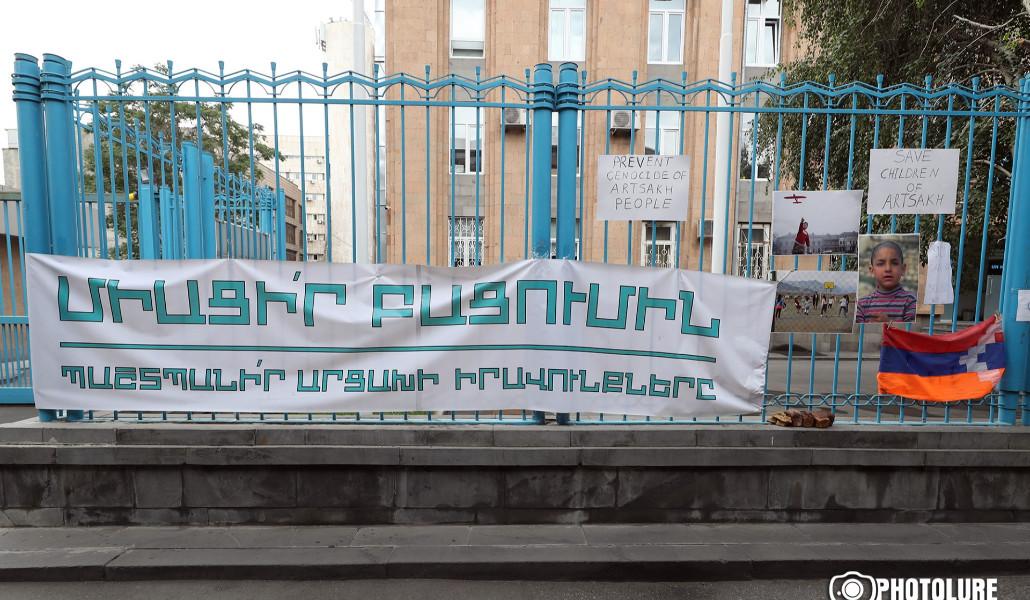 ՄԻԱՑԻ՛Ր ԲԱՑՈՒՄԻՆ
ՊԱՇՏՊԱՆԻ՛Ր ԱՐՑԱԽԻ ԻՐԱՎՈՒՆՔՆԵՐԸ
PREVENT
GENOCIDE OF
ARTSAKH
PEOPLE
SAVE
CHILDREN
OF
ARTSAKH
PHOTOLURE